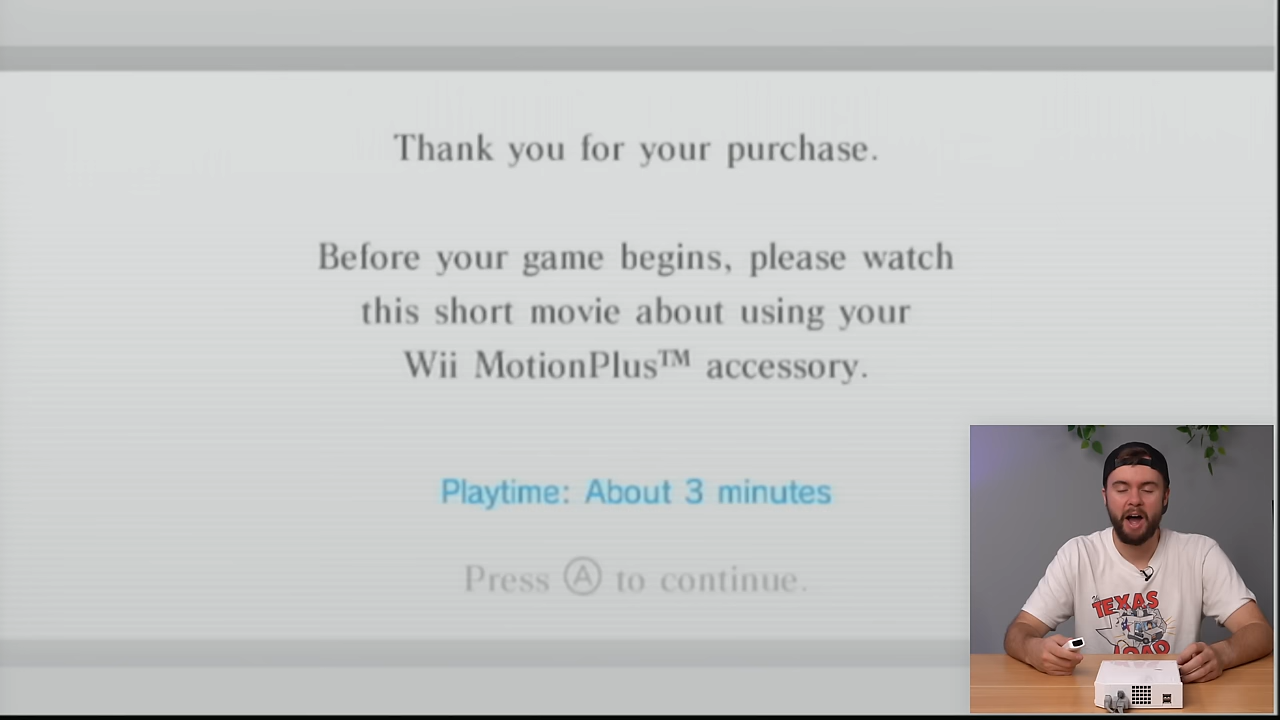 Thank you for your purchase.
Before your game begins, please watch
this short movie about using your
Wii MotionPlus™ accessory.
Playtime: About 3 minutes
Press Ⓐ to continue.
TEXAS
LOAD